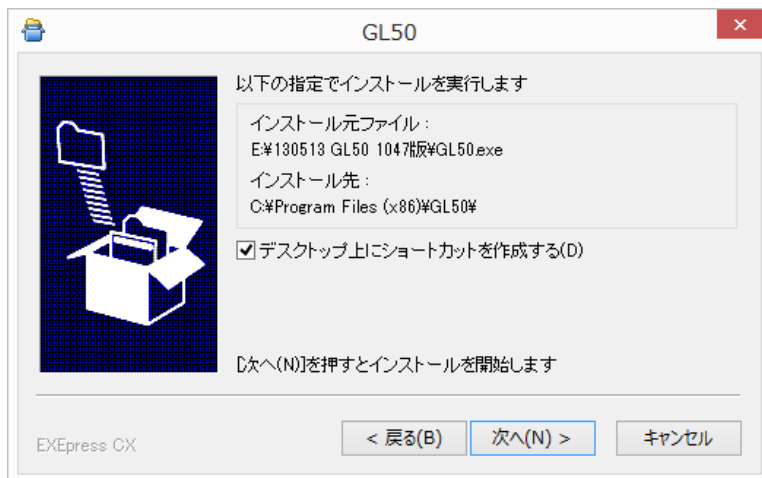 GL50
以下の指定でインストールを実行します
インストール元ファイル：
E:¥130513 GL50 1047版¥GL50.exe
インストール先：
C:¥Program Files (x86)¥GL50¥
デスクトップ上にショートカットを作成する(D)
[次へ(N)]を押すとインストールを開始します
EXEpress CX
< 戻る(B)
次へ(N) >
キャンセル